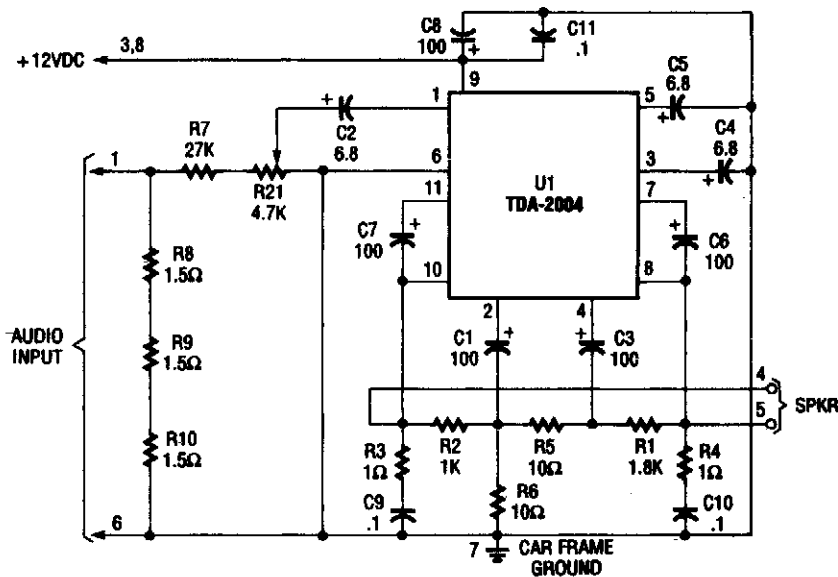 C8
100
+
C11
.1
+12VDC
3,8
9
C5
6.8
+
1
5
+
C2
6.8
C4
6.8
+
R7
27K
1
R21
4.7K
6
3
U1
TDA-2004
11
7
C7
100
+
+
C6
100
10
8
R8
1.5Ω
2
4
C1
100
+
+
C3
100
AUDIO
INPUT
R9
1.5Ω
4
5
SPKR
R3
1Ω
R2
1K
R5
10Ω
R1
1.8K
R4
1Ω
R10
1.5Ω
R6
10Ω
C9
.1
C10
.1
6
7
CAR FRAME
GROUND